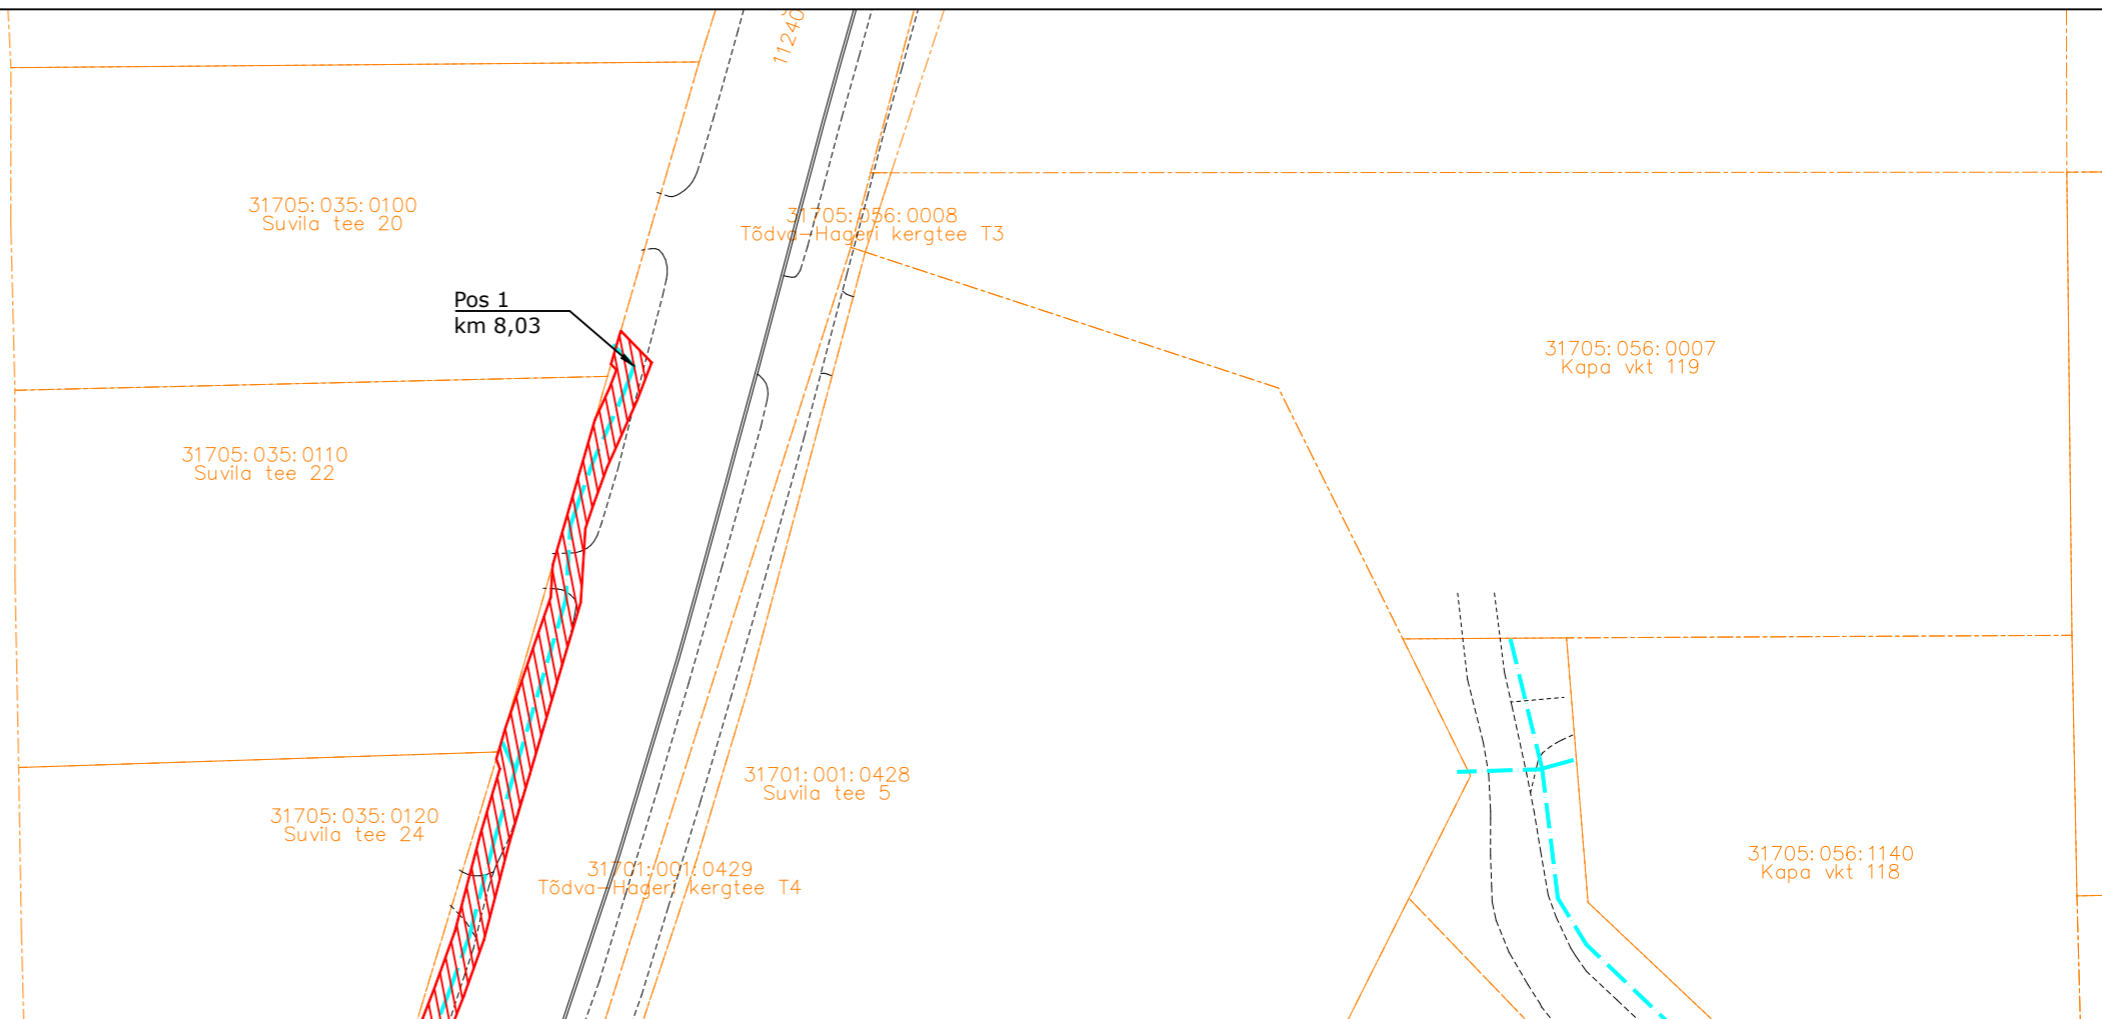 11240
31705:035:0100
Suvila tee 20
31705:056:0008
Tõdva-Hageri kergtee T3
Pos 1
km 8,03
31705:056:0007
Kapa vkt 119
31705:035:0110
Suvila tee 22
31701:001:0428
Suvila tee 5
31705:035:0120
Suvila tee 24
31701:001:0429
Tõdva-Hageri kergtee T4
31705:056:1140
Kapa vkt 118